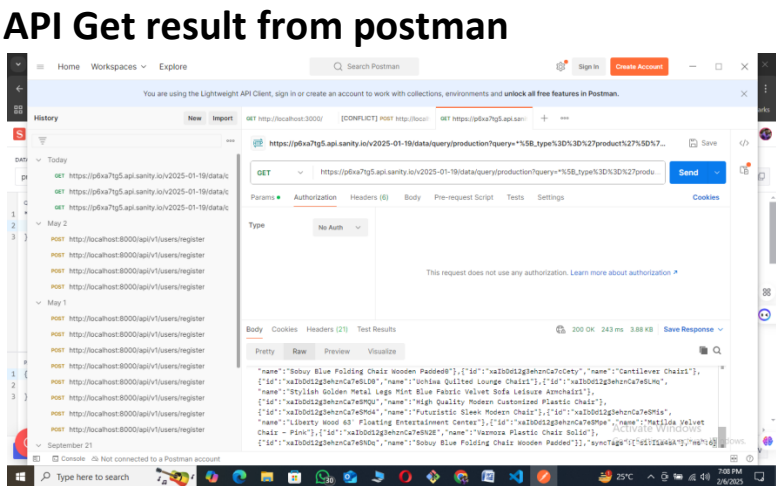 API Get result from postman
Home Workspaces Explore Search Postman Sign In Create Account
You are using the Lightweight API Client, sign in or create an account to work with collections, environments and unlock all free features in Postman.
History New Import GET http://localhost:3000/ [CONFLICT] POST http://local GET https://p6xa7tg5.api.san
https://p6xa7tg5.api.sanity.io/v2025-01-19/data/query/production?query=*%5B_type%3D%3D%27product%27%5D%7... Save
Today
GET https://p6xa7tg5.api.sanity.io/v2025-01-19/data/c
GET https://p6xa7tg5.api.sanity.io/v2025-01-19/data/c
GET https://p6xa7tg5.api.sanity.io/v2025-01-19/data/c
GET https://p6xa7tg5.api.sanity.io/v2025-01-19/data/query/production?query=*%5B_type%3D%3D%27produ... Send
Params Authorization Headers (6) Body Pre-request Script Tests Settings Cookies
May 2
POST http://localhost:8000/api/v1/users/register
POST http://localhost:8000/api/v1/users/register
POST http://localhost:8000/api/v1/users/register
POST http://localhost:8000/api/v1/users/register
May 1
POST http://localhost:8000/api/v1/users/register
POST http://localhost:8000/api/v1/users/register
POST http://localhost:8000/api/v1/users/register
POST http://localhost:8000/api/v1/users/register
POST http://localhost:8000/api/v1/users/register
POST http://localhost:8000/api/v1/users/register
POST http://localhost:8000/api/v1/users/register
POST http://localhost:8000/api/v1/users/register
September 21
Type No Auth
This request does not use any authorization. Learn more about authorization
Body Cookies Headers (21) Test Results 200 OK 243 ms 3.88 KB Save Response
Pretty Raw Preview Visualize
"name":"Sobuy Blue Folding Chair Wooden Padded8"},{"id":"xaIbDd12g3ehznCa7cCety","name":"Cantilever Chair1"},
{"id":"xaIbDd12g3ehznCa7eSLD8","name":"Uchiwa Quilted Lounge Chair1"},{"id":"xaIbDd12g3ehznCa7eSLHq",
"name":"Stylish Golden Metal Legs Mint Blue Fabric Velvet Sofa Leisure Armchair1"},
{"id":"xaIbDd12g3ehznCa7eSMQU","name":"High Quality Modern Customized Plastic Chair"},
{"id":"xaIbDd12g3ehznCa7eSMd4","name":"Futuristic Sleek Modern Chair"},{"id":"xaIbDd12g3ehznCa7eSMis",
"name":"Liberty Wood 63 Floating Entertainment Center"},{"id":"xaIbDd12g3ehznCa7eSMpe","name":"Matilda Velvet
Chair – Pink"},{"id":"xaIbDd12g3ehznCa7eSN2E","name":"Varmora Plastic Chair Solid"},
{"id":"xaIbDd12g3ehznCa7eSNDq","name":"Sobuy Blue Folding Chair Wooden Padded"}],"syncTags":
Activate Windows
Console Not connected to a Postman account
Type here to search 25°C 7:08 PM
2/6/2025